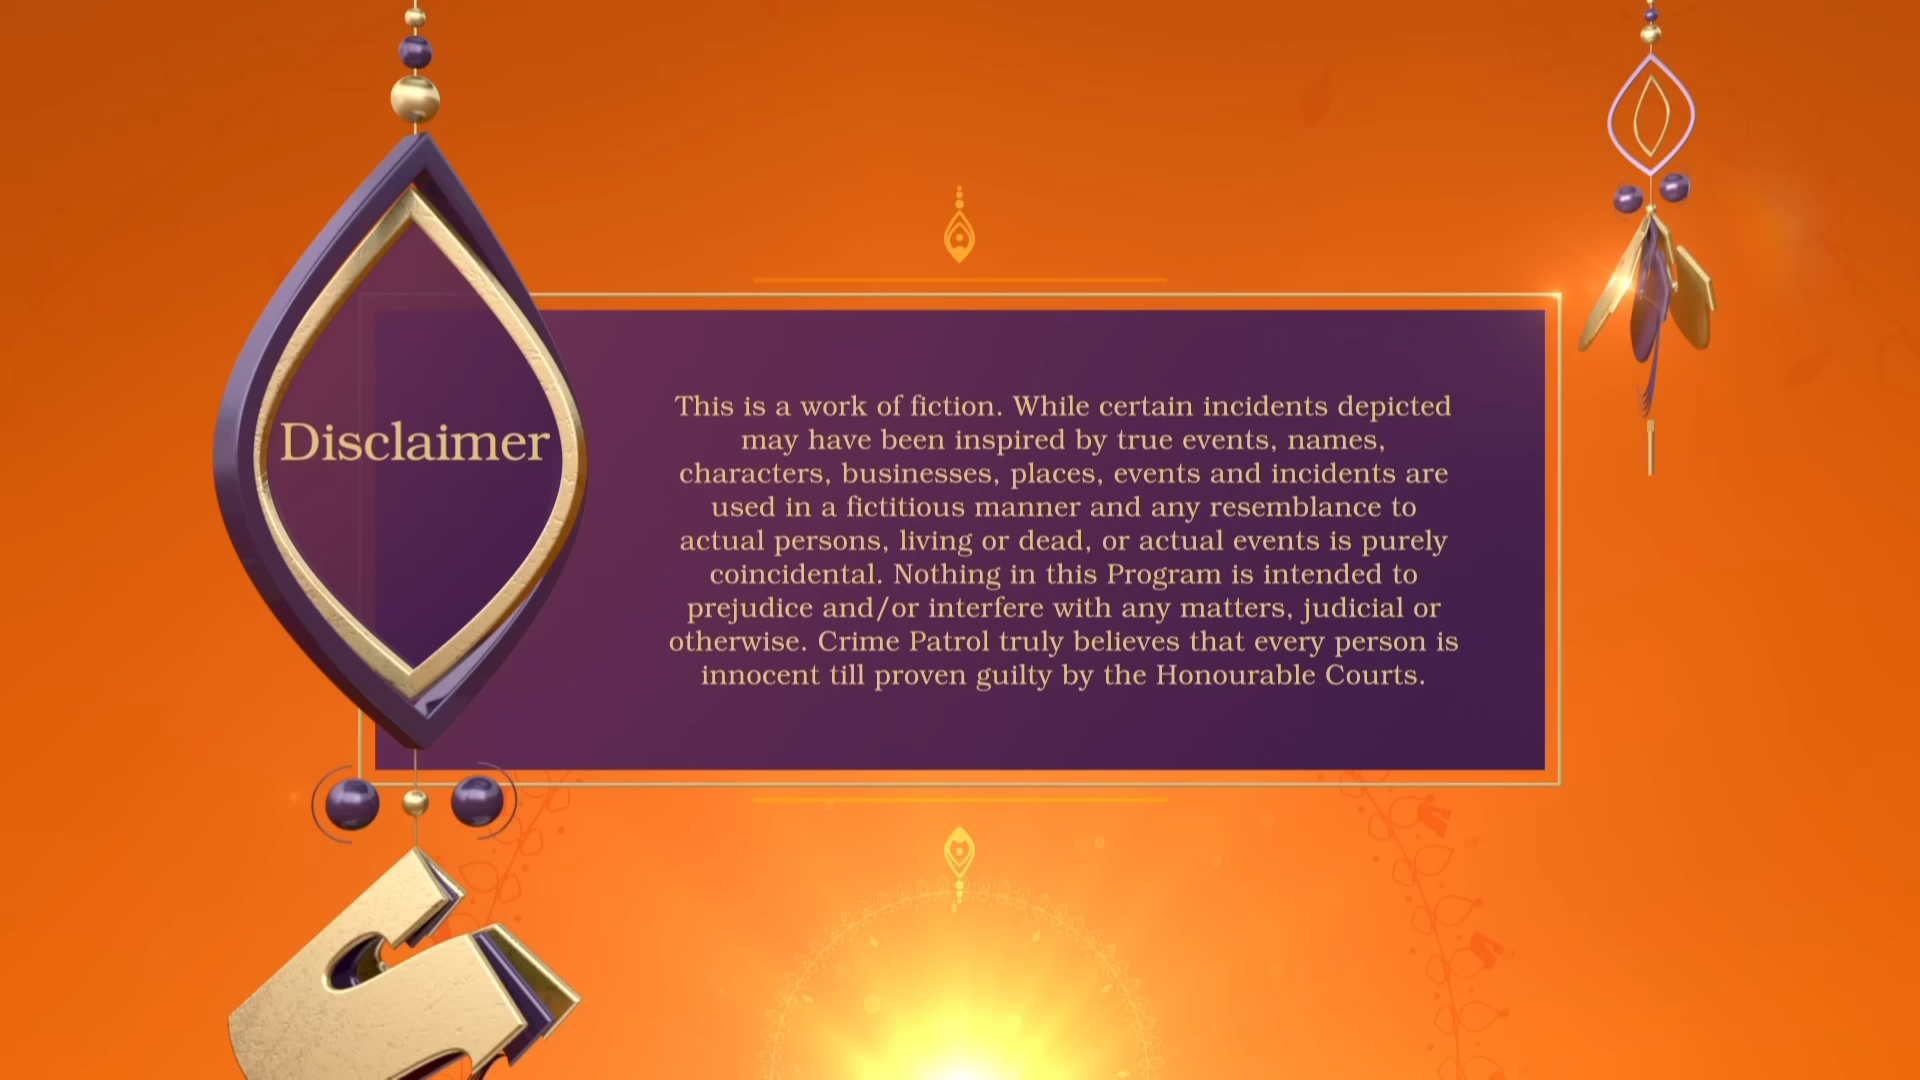 Disclaimer
This is a work of fiction. While certain incidents depicted
may have been inspired by true events, names,
characters, businesses, places, events and incidents are
used in a fictitious manner and any resemblance to
actual persons, living or dead, or actual events is purely
coincidental. Nothing in this Program is intended to
prejudice and/or interfere with any matters, judicial or
otherwise. Crime Patrol truly believes that every person is
innocent till proven guilty by the Honourable Courts.